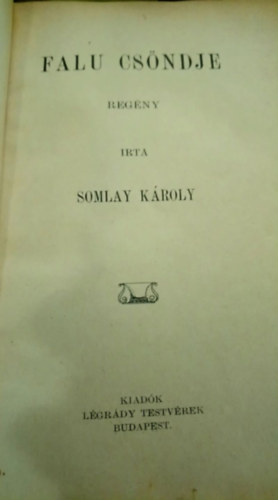 FALU CSÖNDJE
REGÉNY
IRTA
SOMLAY KÁROLY
KIADÓK
LÉGRÁDY TESTVÉREK
BUDAPEST.